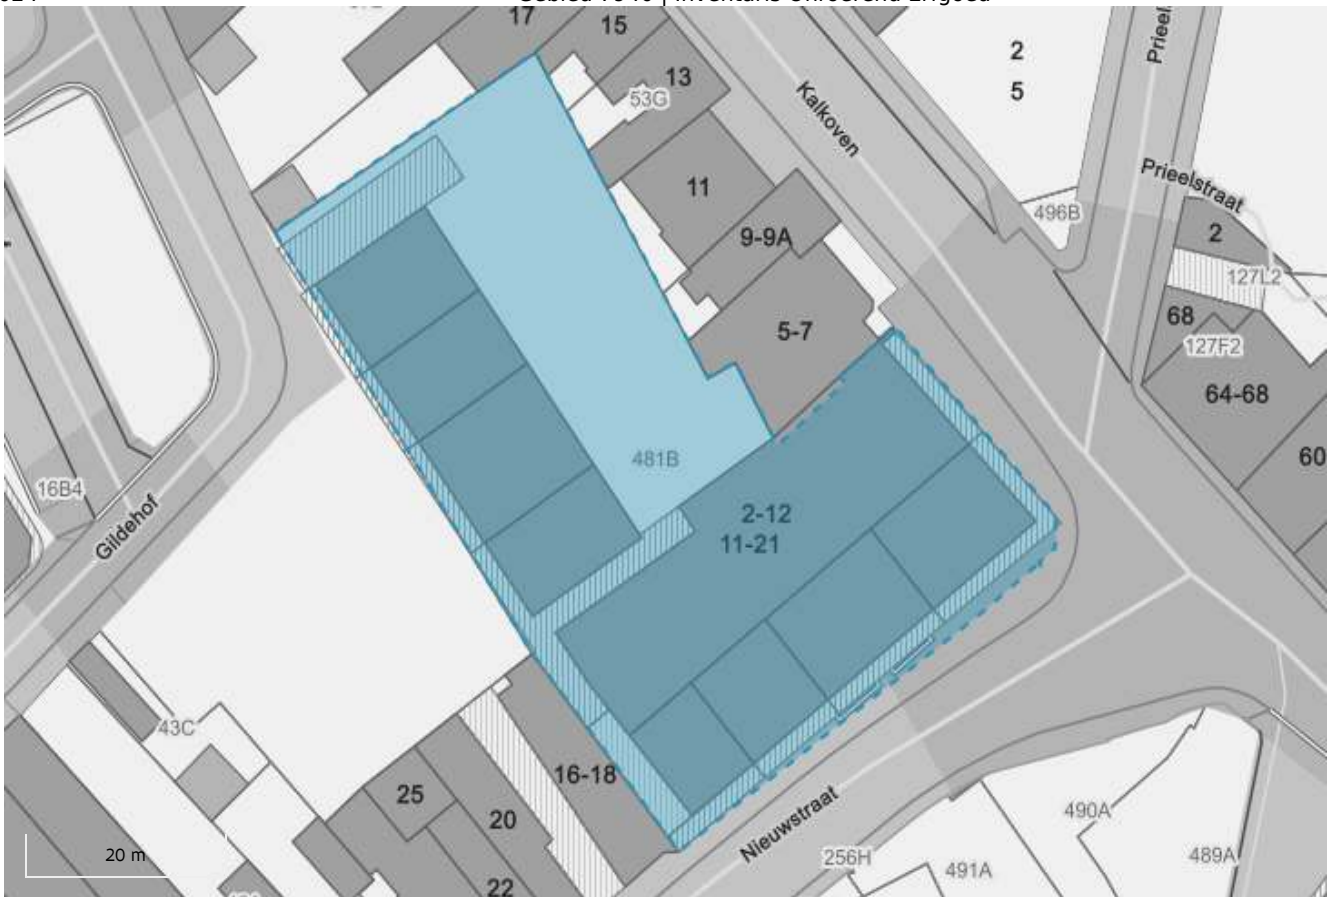 17
15
13
53G
Kalkoven
2
5
Prieel
Prieelstraat
11
496B
2
9-9A
127L2
68
5-7
127F2
64-68
60
481B
16B4
2-12
11-21
Gildehof
43C
16-18
25
20
Nieuwstraat
490A
20 m
256H
491A
489A
22